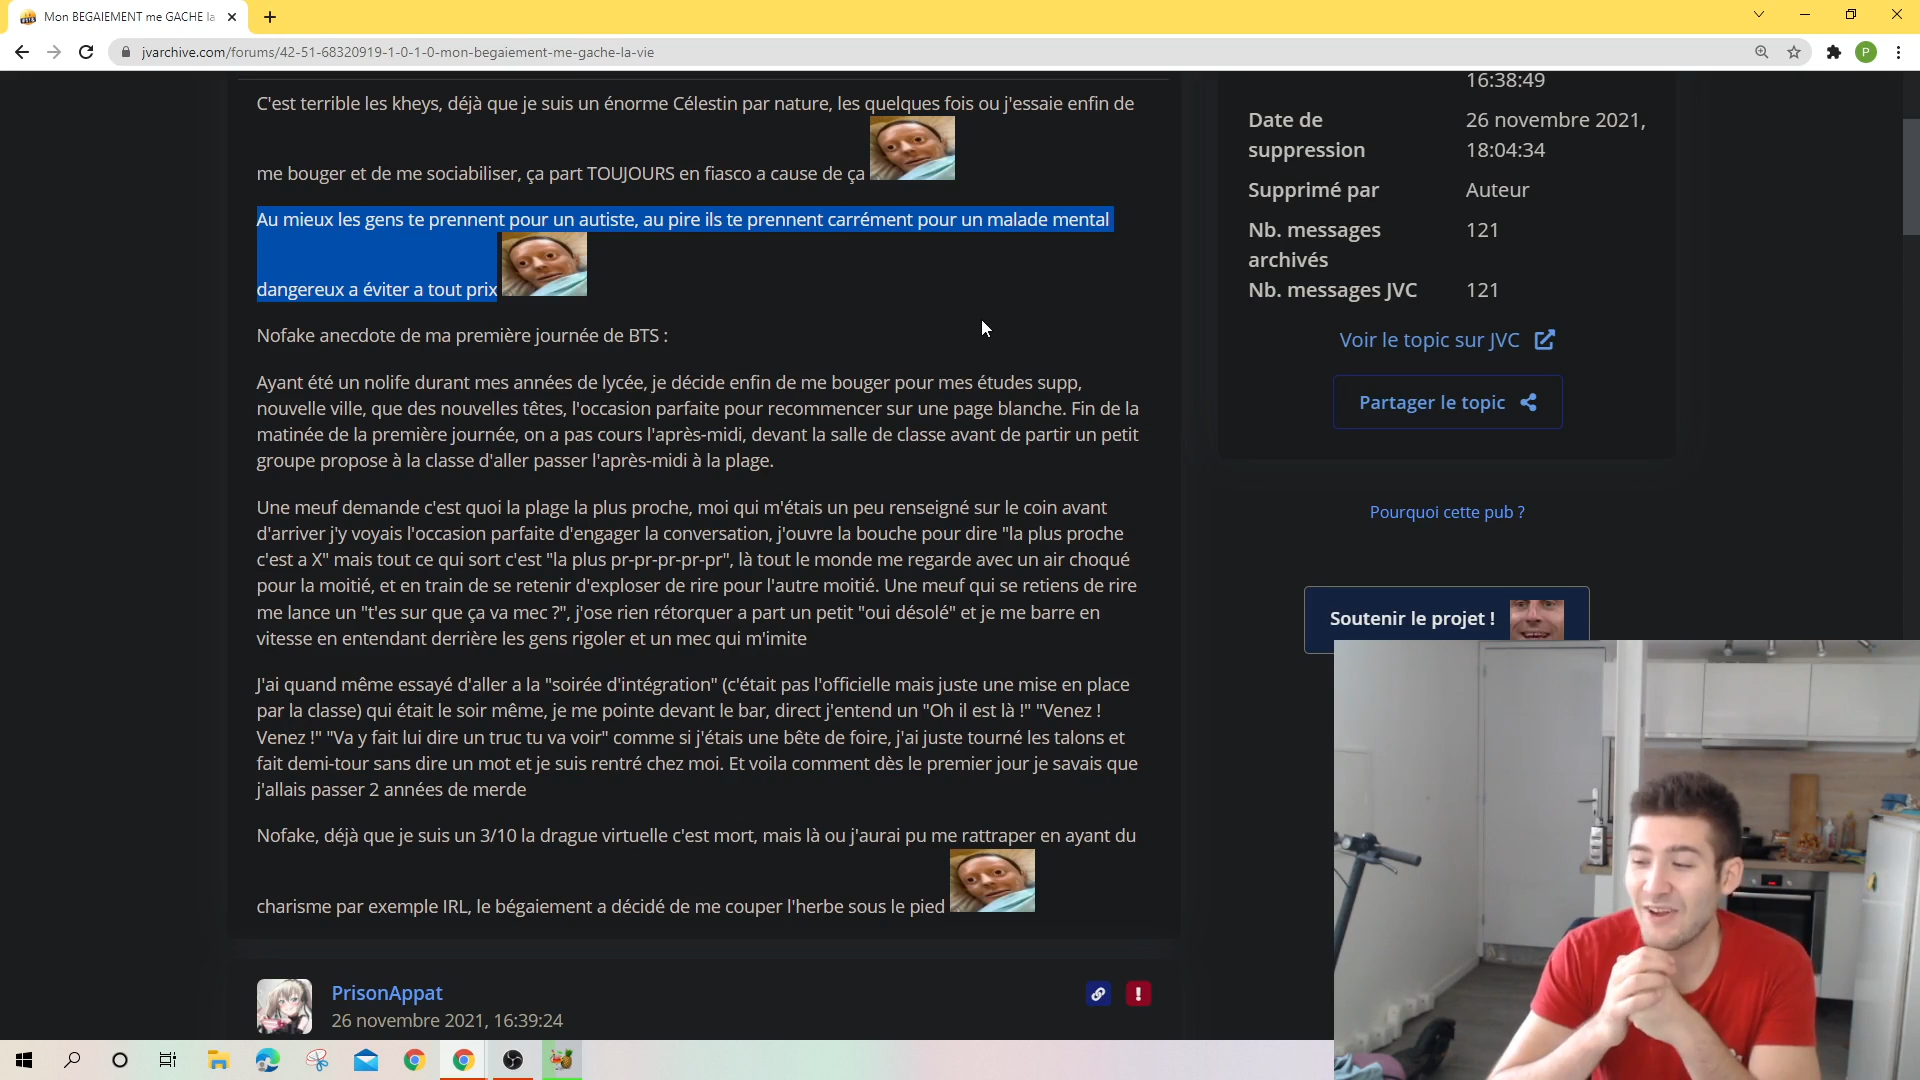 Mon BEGAIEMENT me GACHE la
jvarchive.com/forums/42-51-68320919-1-0-1-0-mon-begaiement-me-gache-la-vie
P
C'est terrible les kheys, déjà que je suis un énorme Célestin par nature, les quelques fois ou j'essaie enfin de
me bouger et de me sociabiliser, ça part TOUJOURS en fiasco a cause de ça
Au mieux les gens te prennent pour un autiste, au pire ils te prennent carrément pour un malade mental
dangereux a éviter a tout prix
Nofake anecdote de ma première journée de BTS :
Ayant été un nolife durant mes années de lycée, je décide enfin de me bouger pour mes études supp,
nouvelle ville, que des nouvelles têtes, l'occasion parfaite pour recommencer sur une page blanche. Fin de la
matinée de la première journée, on a pas cours l'après-midi, devant la salle de classe avant de partir un petit
groupe propose à la classe d'aller passer l'après-midi à la plage.
Une meuf demande c'est quoi la plage la plus proche, moi qui m'étais un peu renseigné sur le coin avant
d'arriver j'y voyais l'occasion parfaite d'engager la conversation, j'ouvre la bouche pour dire "la plus proche
c'est a X" mais tout ce qui sort c'est "la plus pr-pr-pr-pr-pr", là tout le monde me regarde avec un air choqué
pour la moitié, et en train de se retenir d'exploser de rire pour l'autre moitié. Une meuf qui se retiens de rire
me lance un "t'es sur que ça va mec ?", j'ose rien rétorquer a part un petit "oui désolé" et je me barre en
vitesse en entendant derrière les gens rigoler et un mec qui m'imite
J'ai quand même essayé d'aller a la "soirée d'intégration" (c'était pas l'officielle mais juste une mise en place
par la classe) qui était le soir même, je me pointe devant le bar, direct j'entend un "Oh il est là !" "Venez !
Venez !" "Va y fait lui dire un truc tu va voir" comme si j'étais une bête de foire, j'ai juste tourné les talons et
fait demi-tour sans dire un mot et je suis rentré chez moi. Et voila comment dès le premier jour je savais que
j'allais passer 2 années de merde
Nofake, déjà que je suis un 3/10 la drague virtuelle c'est mort, mais là ou j'aurai pu me rattraper en ayant du
charisme par exemple IRL, le bégaiement a décidé de me couper l'herbe sous le pied
PrisonAppat
26 novembre 2021, 16:39:24
16:38:49
Date de suppression
26 novembre 2021, 18:04:34
Supprimé par
Auteur
Nb. messages archivés
121
Nb. messages JVC
121
Voir le topic sur JVC
Partager le topic
Pourquoi cette pub ?
Soutenir le projet !